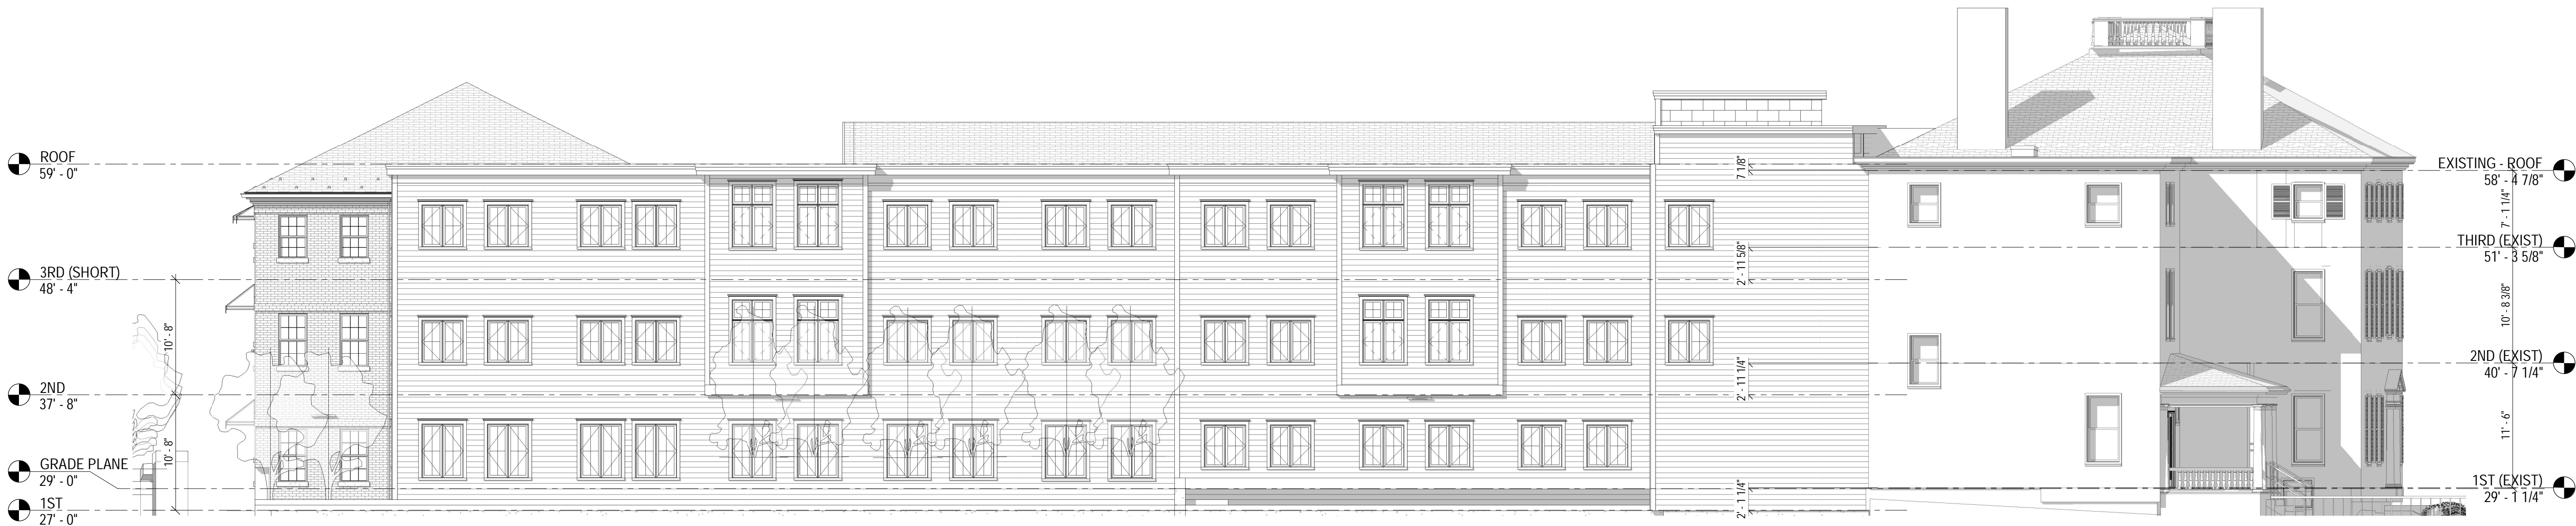 ROOF
59' - 0"
3RD (SHORT)
48' - 4"
10' - 8"
2ND
37' - 8"
10' - 8"
GRADE PLANE
29' - 0"
1ST
27' - 0"
7 1/8"
2' - 11 5/8"
2' - 11 1/4"
2' - 1 1/4"
EXISTING - ROOF
58' - 4 7/8"
7' - 1 1/4"
THIRD (EXIST)
51' - 3 5/8"
10' - 8 3/8"
2ND (EXIST)
40' - 7 1/4"
11' - 6"
1ST (EXIST)
29' - 1 1/4"